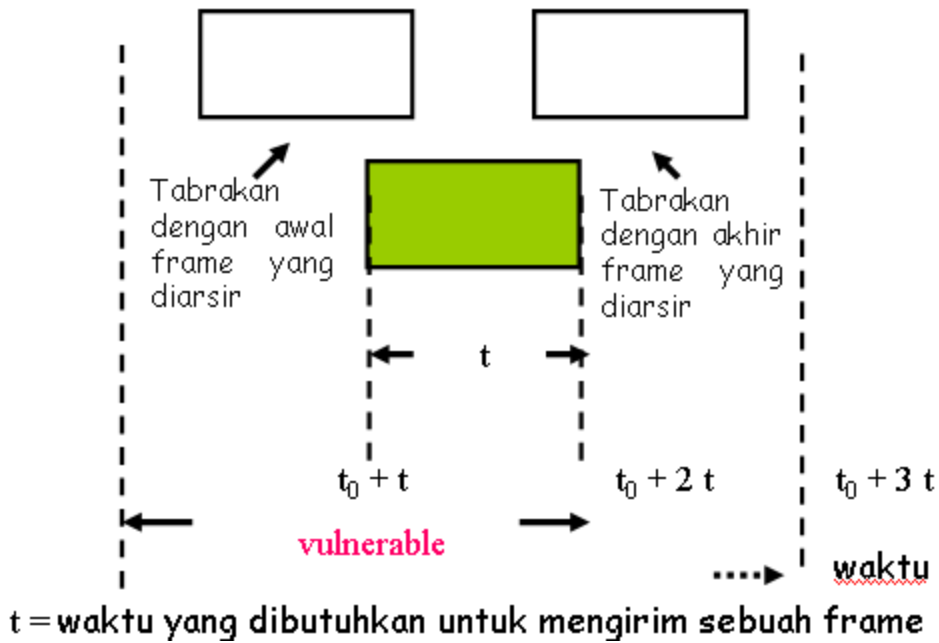 Tabrakan
dengan awal
frame yang
diarsir
Tabrakan
dengan akhir
frame yang
diarsir
t
t₀ + t
t₀ + 2 t
t₀ + 3 t
vulnerable
waktu
t = waktu yang dibutuhkan untuk mengirim sebuah frame